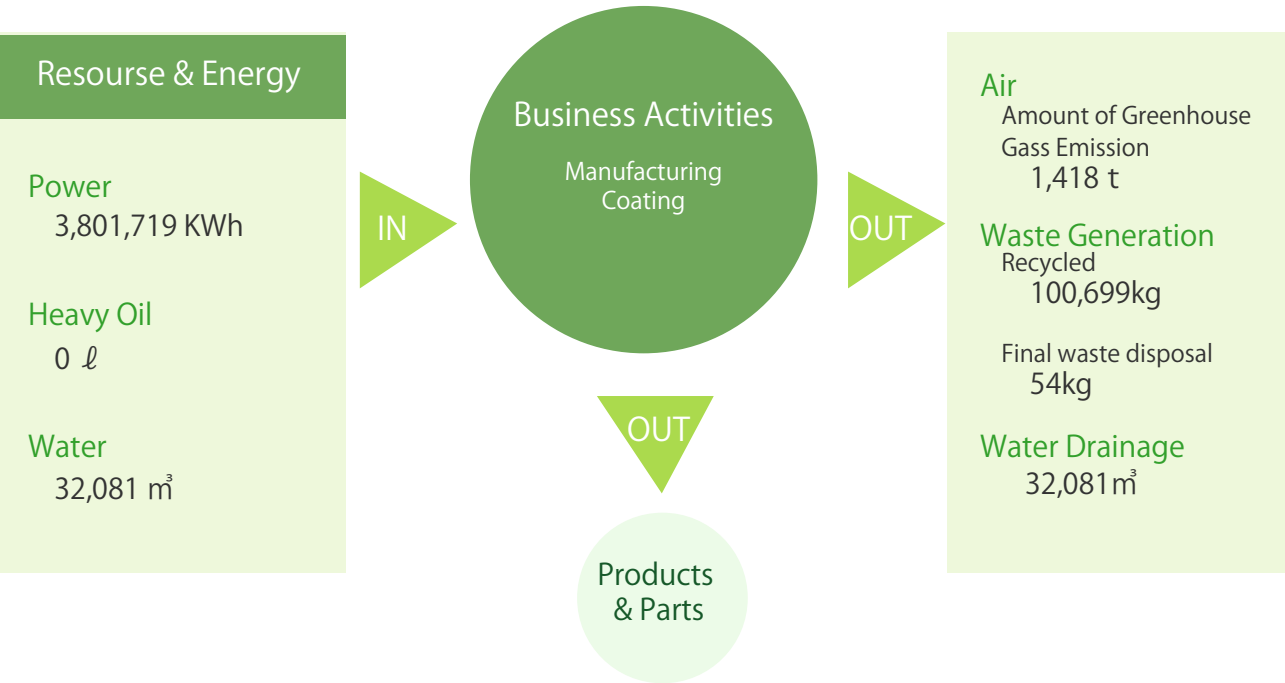 Resourse & Energy
Power
3,801,719 KWh
Heavy Oil
0 ℓ
Water
32,081 ㎥
IN
Business Activities
Manufacturing
Coating
OUT
Products
& Parts
OUT
Air
Amount of Greenhouse
Gass Emission
1,418 t
Waste Generation
Recycled
100,699kg
Final waste disposal
54kg
Water Drainage
32,081㎥